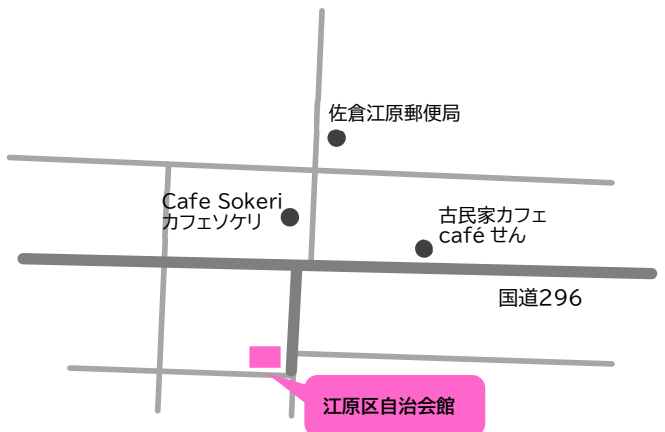 佐倉江原郵便局
Cafe Sokeri
カフェソケリ
古民家カフェ
café せん
国道296
江原区自治会館